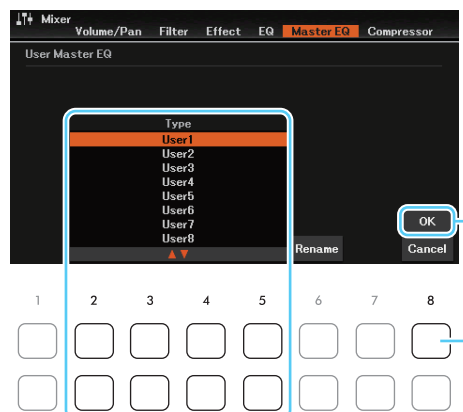 Mixer
Volume/Pan Filter Effect EQ Master EQ Compressor
User Master EQ
Type
User1
User2
User3
User4
User5
User6
User7
User8
OK
Rename Cancel
1 2 3 4 5 6 7 8